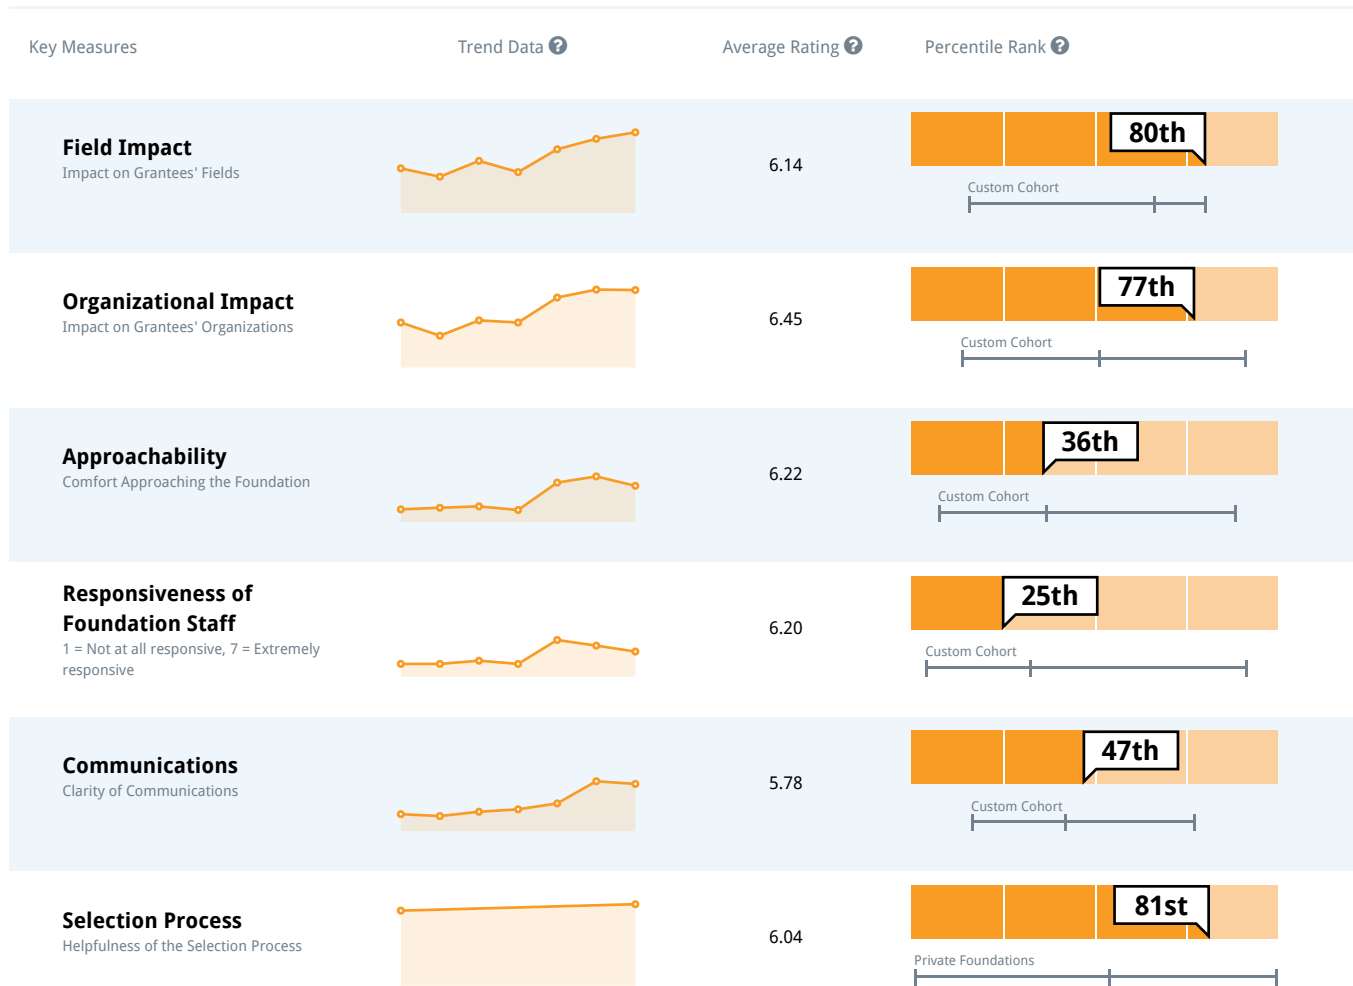 Key Measures
Trend Data ?
Average Rating ?
Percentile Rank ?
Field Impact
Impact on Grantees' Fields
6.14
80th
Custom Cohort
Organizational Impact
Impact on Grantees' Organizations
6.45
77th
Custom Cohort
Approachability
Comfort Approaching the Foundation
6.22
36th
Custom Cohort
Responsiveness of
Foundation Staff
1 = Not at all responsive, 7 = Extremely
responsive
6.20
25th
Custom Cohort
Communications
Clarity of Communications
5.78
47th
Custom Cohort
Selection Process
Helpfulness of the Selection Process
6.04
81st
Private Foundations